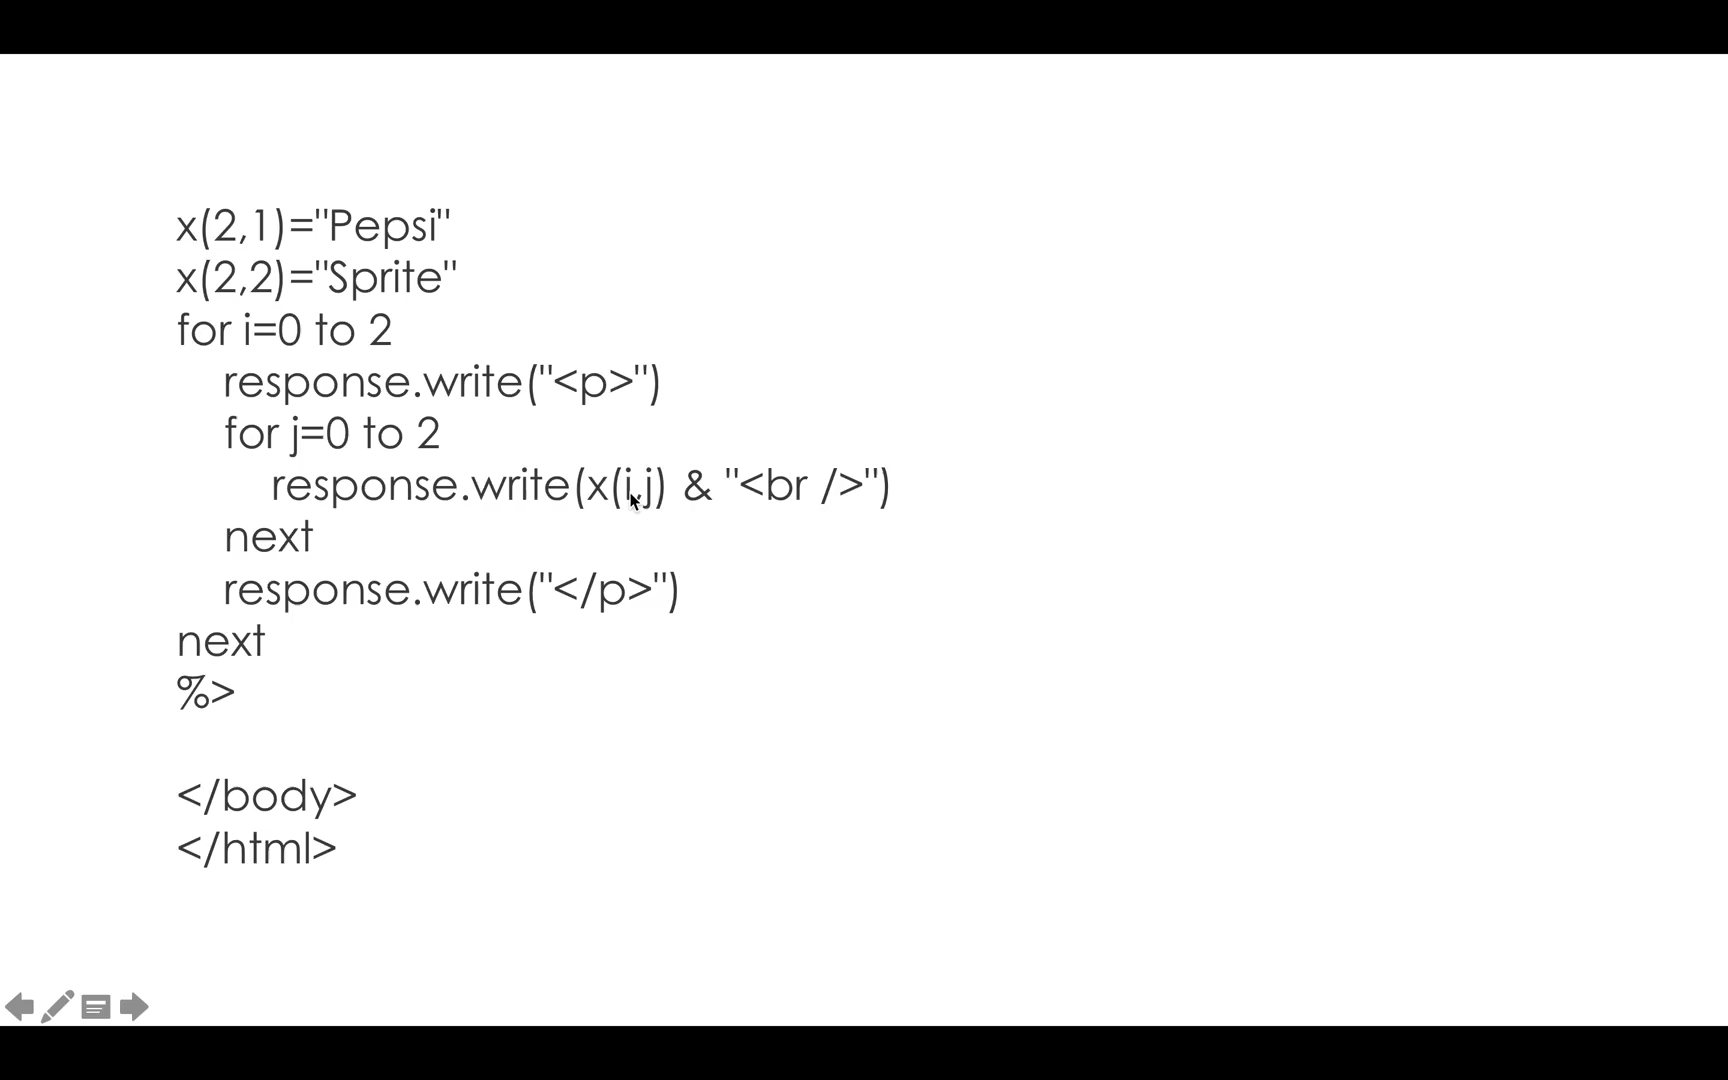 x(2,1)="Pepsi"
x(2,2)="Sprite"
for i=0 to 2
response.write("<p>")
for j=0 to 2
response.write(x(i,j) & "<br />")
next
response.write("</p>")
next
%>
</body>
</html>